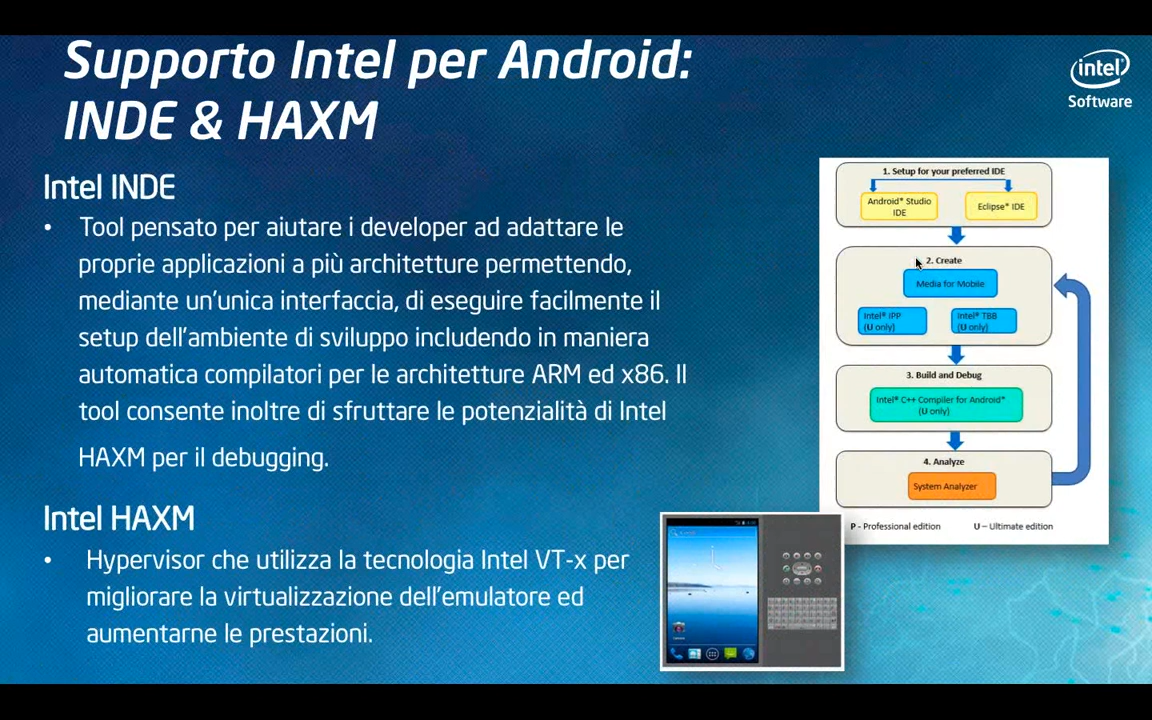 Supporto Intel per Android:
INDE & HAXM
intel
Software
Intel INDE
• Tool pensato per aiutare i developer ad adattare le
proprie applicazioni a più architetture permettendo,
mediante un'unica interfaccia, di eseguire facilmente il
setup dell'ambiente di sviluppo includendo in maniera
automatica compilatori per le architetture ARM ed x86. Il
tool consente inoltre di sfruttare le potenzialità di Intel
HAXM per il debugging.
Intel HAXM
• Hypervisor che utilizza la tecnologia Intel VT-x per
migliorare la virtualizzazione dell'emulatore ed
aumentarne le prestazioni.
1. Setup for your preferred IDE
Android* Studio
IDE
Eclipse* IDE
2. Create
Media for Mobile
Intel® IPP
(U only)
Intel® TBB
(U only)
3. Build and Debug
Intel® C++ Compiler for Android*
(U only)
4. Analyze
System Analyzer
P - Professional edition
U – Ultimate edition